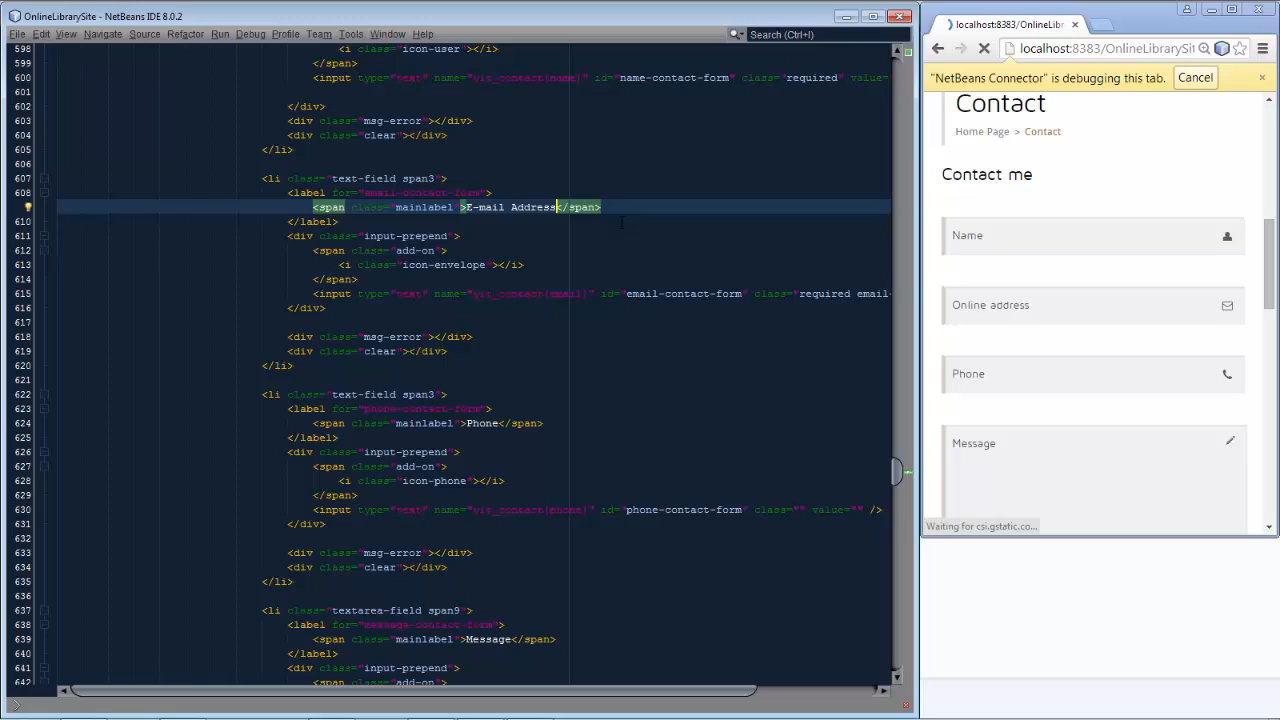 OnlineLibrarySite - NetBeans IDE 8.0.2
File Edit View Navigate Source Refactor Run Debug Profile Team Tools Window Help
Search (Ctrl+I)
598 <i class="icon-user"></i>
599 </span>
600 <input type="text" name="yit_contact[name]" id="name-contact-form" class="required" value=
601
602 </div>
603 <div class="msg-error"></div>
604 <div class="clear"></div>
605 </li>
606
607 <li class="text-field span3">
608 <label for="email-contact-form">
<span class="mainlabel">E-mail Address</span>
610 </label>
611 <div class="input-prepend">
612 <span class="add-on">
613 <i class="icon-envelope"></i>
614 </span>
615 <input type="text" name="yit_contact[email]" id="email-contact-form" class="required email-
616 </div>
617
618 <div class="msg-error"></div>
619 <div class="clear"></div>
620 </li>
621
622 <li class="text-field span3">
623 <label for="phone-contact-form">
624 <span class="mainlabel">Phone</span>
625 </label>
626 <div class="input-prepend">
627 <span class="add-on">
628 <i class="icon-phone"></i>
629 </span>
630 <input type="text" name="yit_contact[phone]" id="phone-contact-form" class="" value="" />
631 </div>
632
633 <div class="msg-error"></div>
634 <div class="clear"></div>
635 </li>
636
637 <li class="textarea-field span9">
638 <label for="message-contact-form">
639 <span class="mainlabel">Message</span>
640 </label>
641 <div class="input-prepend">
642 <span class="add-on">
localhost:8383/OnlineLibr
localhost:8383/OnlineLibrarySit
"NetBeans Connector" is debugging this tab. Cancel
Contact
Home Page > Contact
Contact me
Name
Online address
Phone
Message
Waiting for csi.gstatic.co...